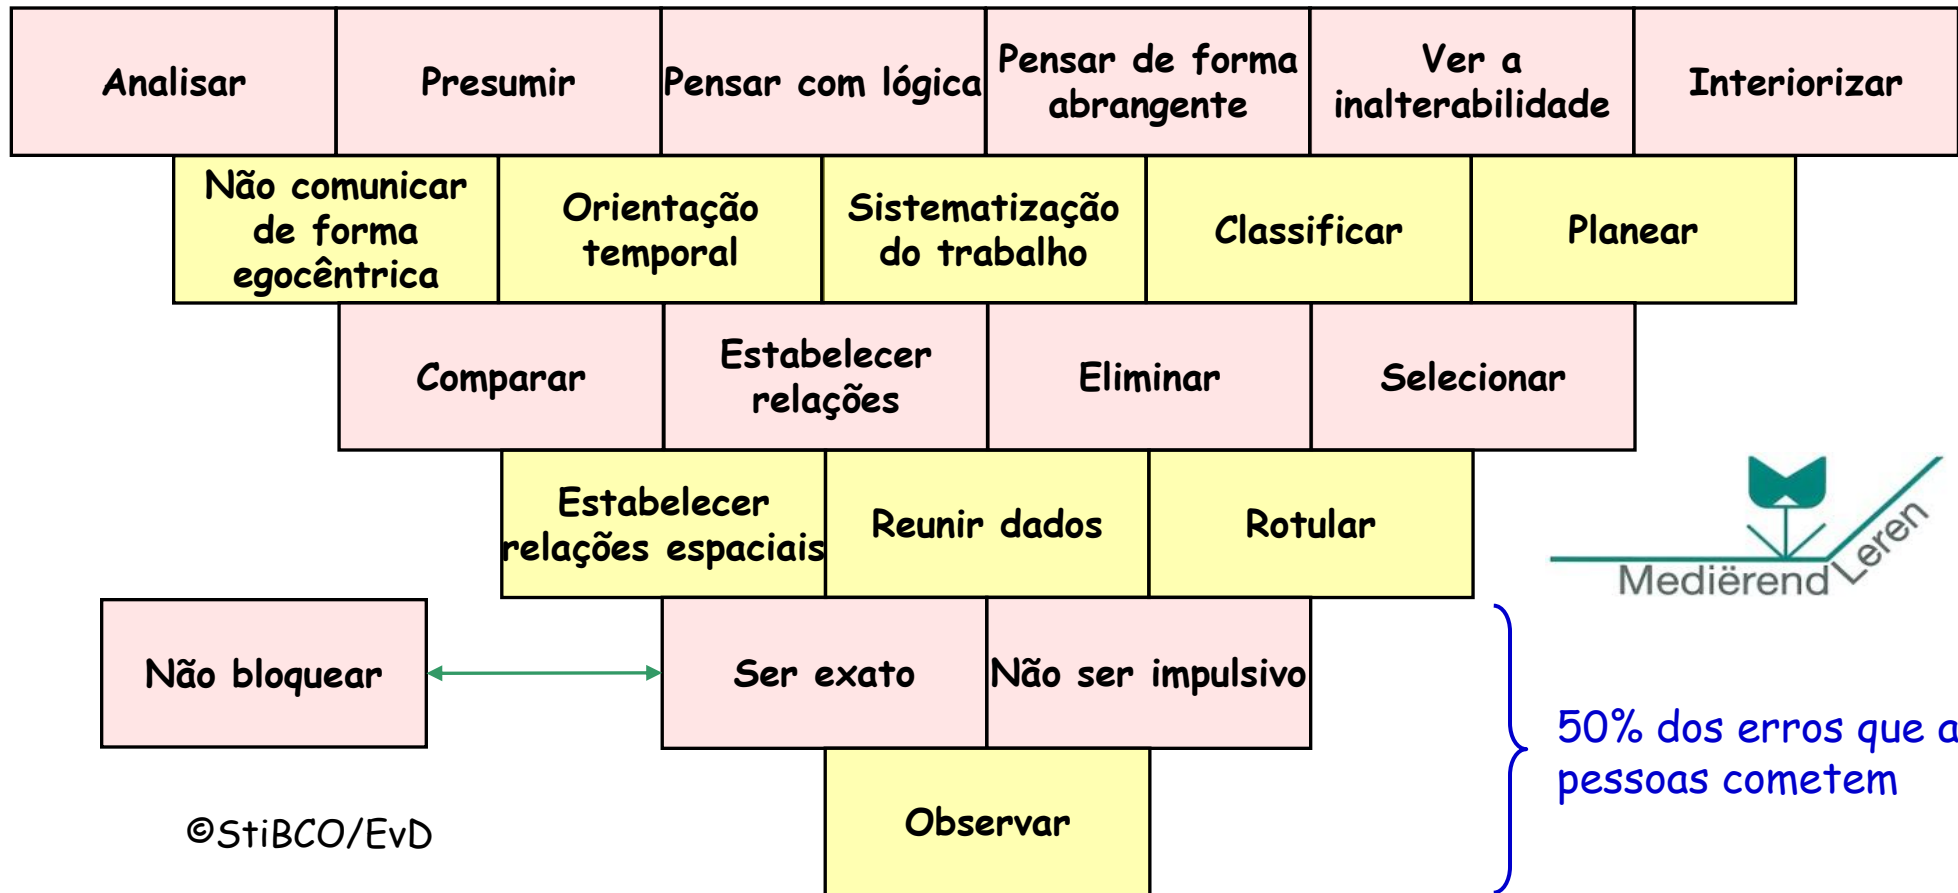 Analisar
Presumir
Pensar com lógica
Pensar de forma
abrangente
Ver a
inalterabilidade
Interiorizar
Não comunicar
de forma
egocêntrica
Orientação
temporal
Sistematização
do trabalho
Classificar
Planear
Comparar
Estabelecer
relações
Eliminar
Selecionar
Estabelecer
relações espaciais
Reunir dados
Rotular
Mediërend Leren
Não bloquear
Ser exato
Não ser impulsivo
50% dos erros que a
pessoas cometem
Observar
©StiBCO/EvD